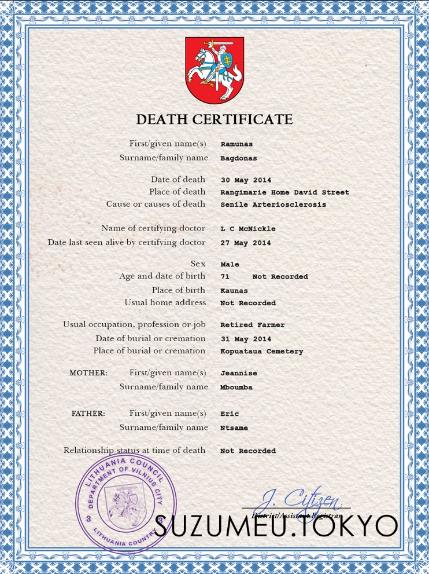 DEATH CERTIFICATE
First/given name(s) Ramunas
Surname/family name Bagdonas
Date of death 30 May 2014
Place of death Rangimarie Home David Street
Cause or causes of death Senile Arteriosclerosis
Name of certifying doctor L C McNickle
Date last seen alive by certifying doctor 27 May 2014
Sex Male
Age and date of birth 71 Not Recorded
Place of birth Kaunas
Usual home address Not Recorded
Usual occupation, profession or job Retired Farmer
Date of burial or cremation 31 May 2014
Place of burial or cremation Kopuataua Cemetery
MOTHER: First/given name(s) Jeannise
Surname/family name Mboumba
FATHER: First/given name(s) Eric
Surname/family name Ntsame
Relationship status at time of death Not Recorded
LITHUANIA COUNCIL
DEPARTMENT OF VILNIUS CITY
LITHUANIA COUNTRY
J. Citizen
District/Assistant Registrar
SUZUMEU.TOKYO